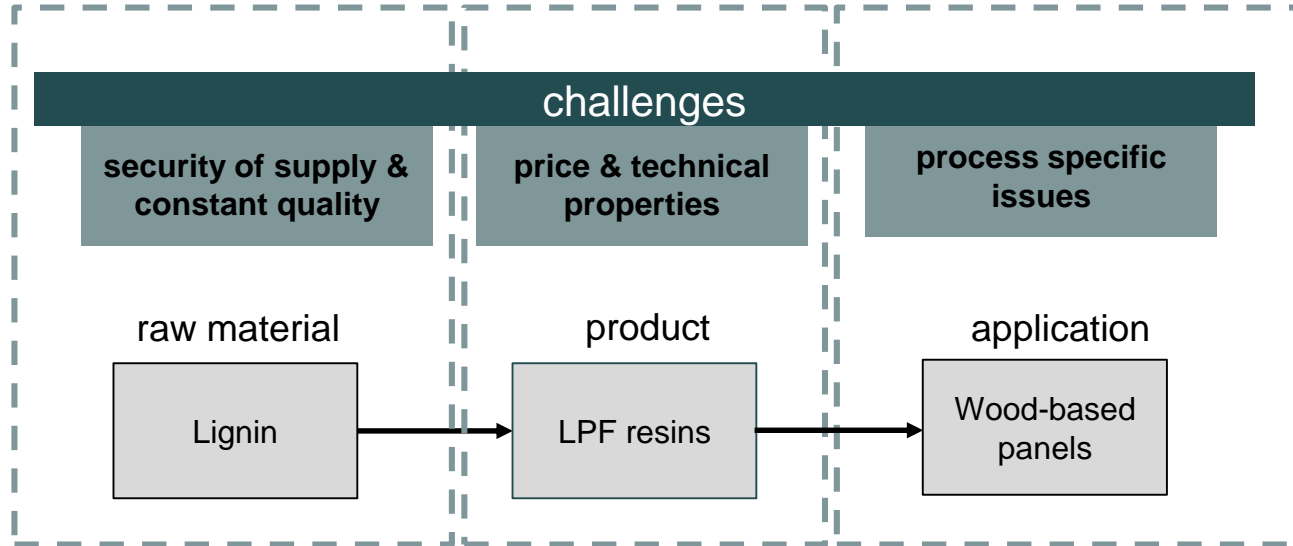 challenges
security of supply &
constant quality
price & technical
properties
process specific
issues
raw material
product
application
Lignin
LPF resins
Wood-based
panels